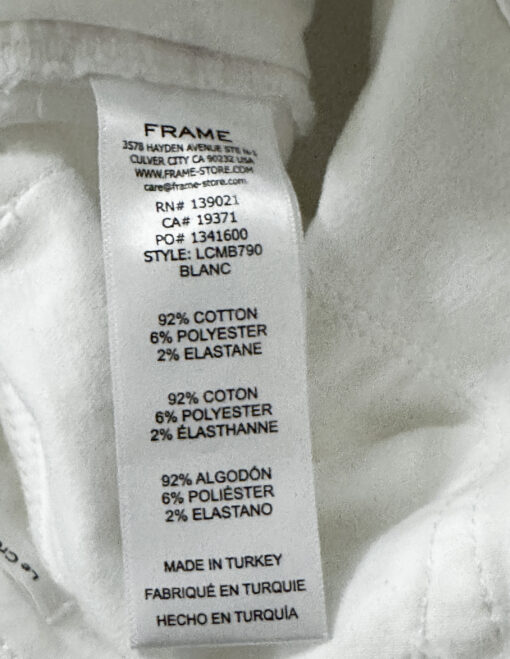 FRAME
3578 HAYDEN AVENUE STE
CULVER CITY CA 90232 USA
WWW.FRAME-STORE.COM
care@frame-store.com
RN# 139021
CA# 19371
PO# 1341600
STYLE: LCMB790
BLANC
92% COTTON
6% POLYESTER
2% ELASTANE
92% COTON
6% POLYESTER
2% ÉLASTHANNE
92% ALGODÓN
6% POLIÉSTER
2% ELASTANO
MADE IN TURKEY
FABRIQUÉ EN TURQUIE
HECHO EN TURQUÍA
Le